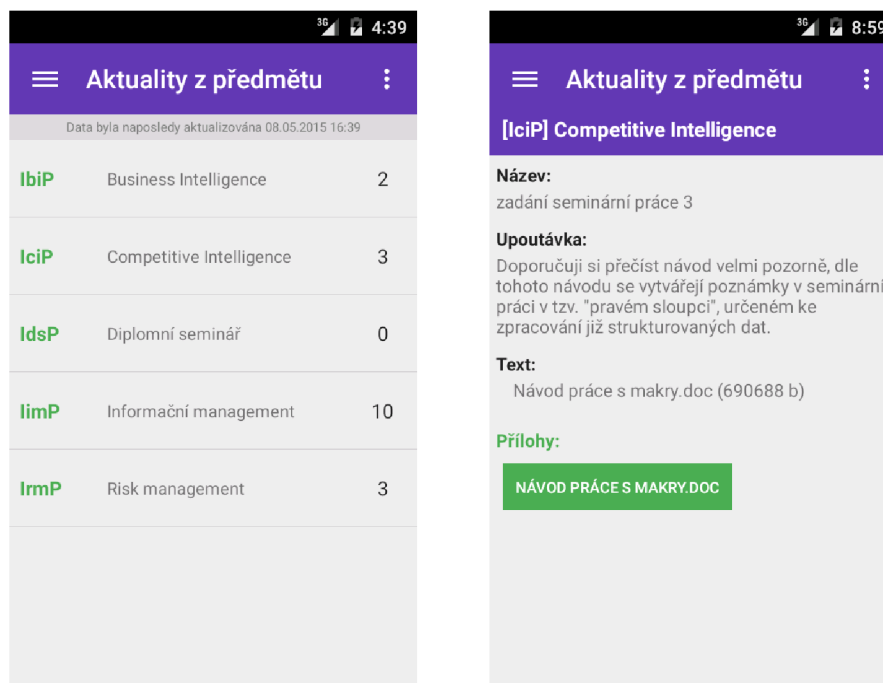 3G 4:39
Aktuality z předmětu
Data byla naposledy aktualizována 08.05.2015 16:39
IbiP Business Intelligence 2
IciP Competitive Intelligence 3
IdsP Diplomní seminář 0
IimP Informační management 10
IrmP Risk management 3
3G 8:59
Aktuality z předmětu
[IciP] Competitive Intelligence
Název:
zadání seminární práce 3
Upoutávka:
Doporučuji si přečíst návod velmi pozorně, dle
tohoto návodu se vytvářejí poznámky v seminární
práci v tzv. "pravém sloupci", určeném ke
zpracování již strukturovaných dat.
Text:
Návod práce s makry.doc (690688 b)
Přílohy:
NÁVOD PRÁCE S MAKRY.DOC